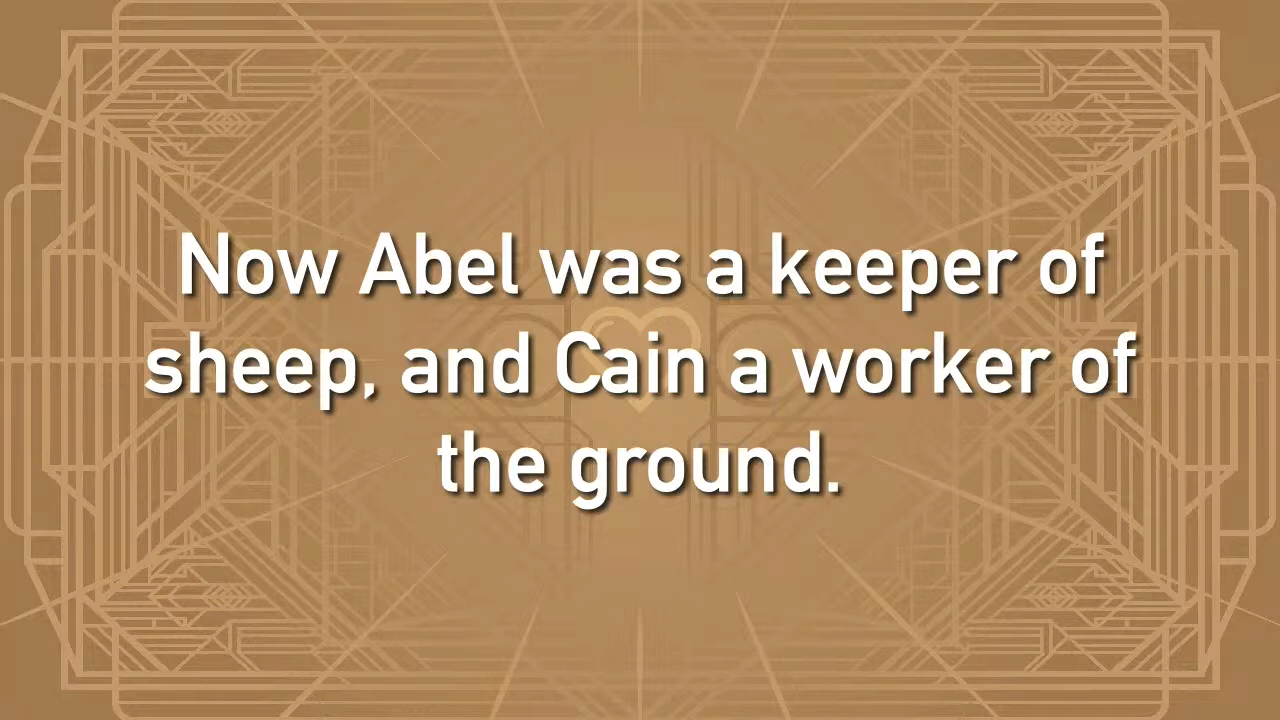 Now Abel was a keeper of
sheep, and Cain a worker of
the ground.